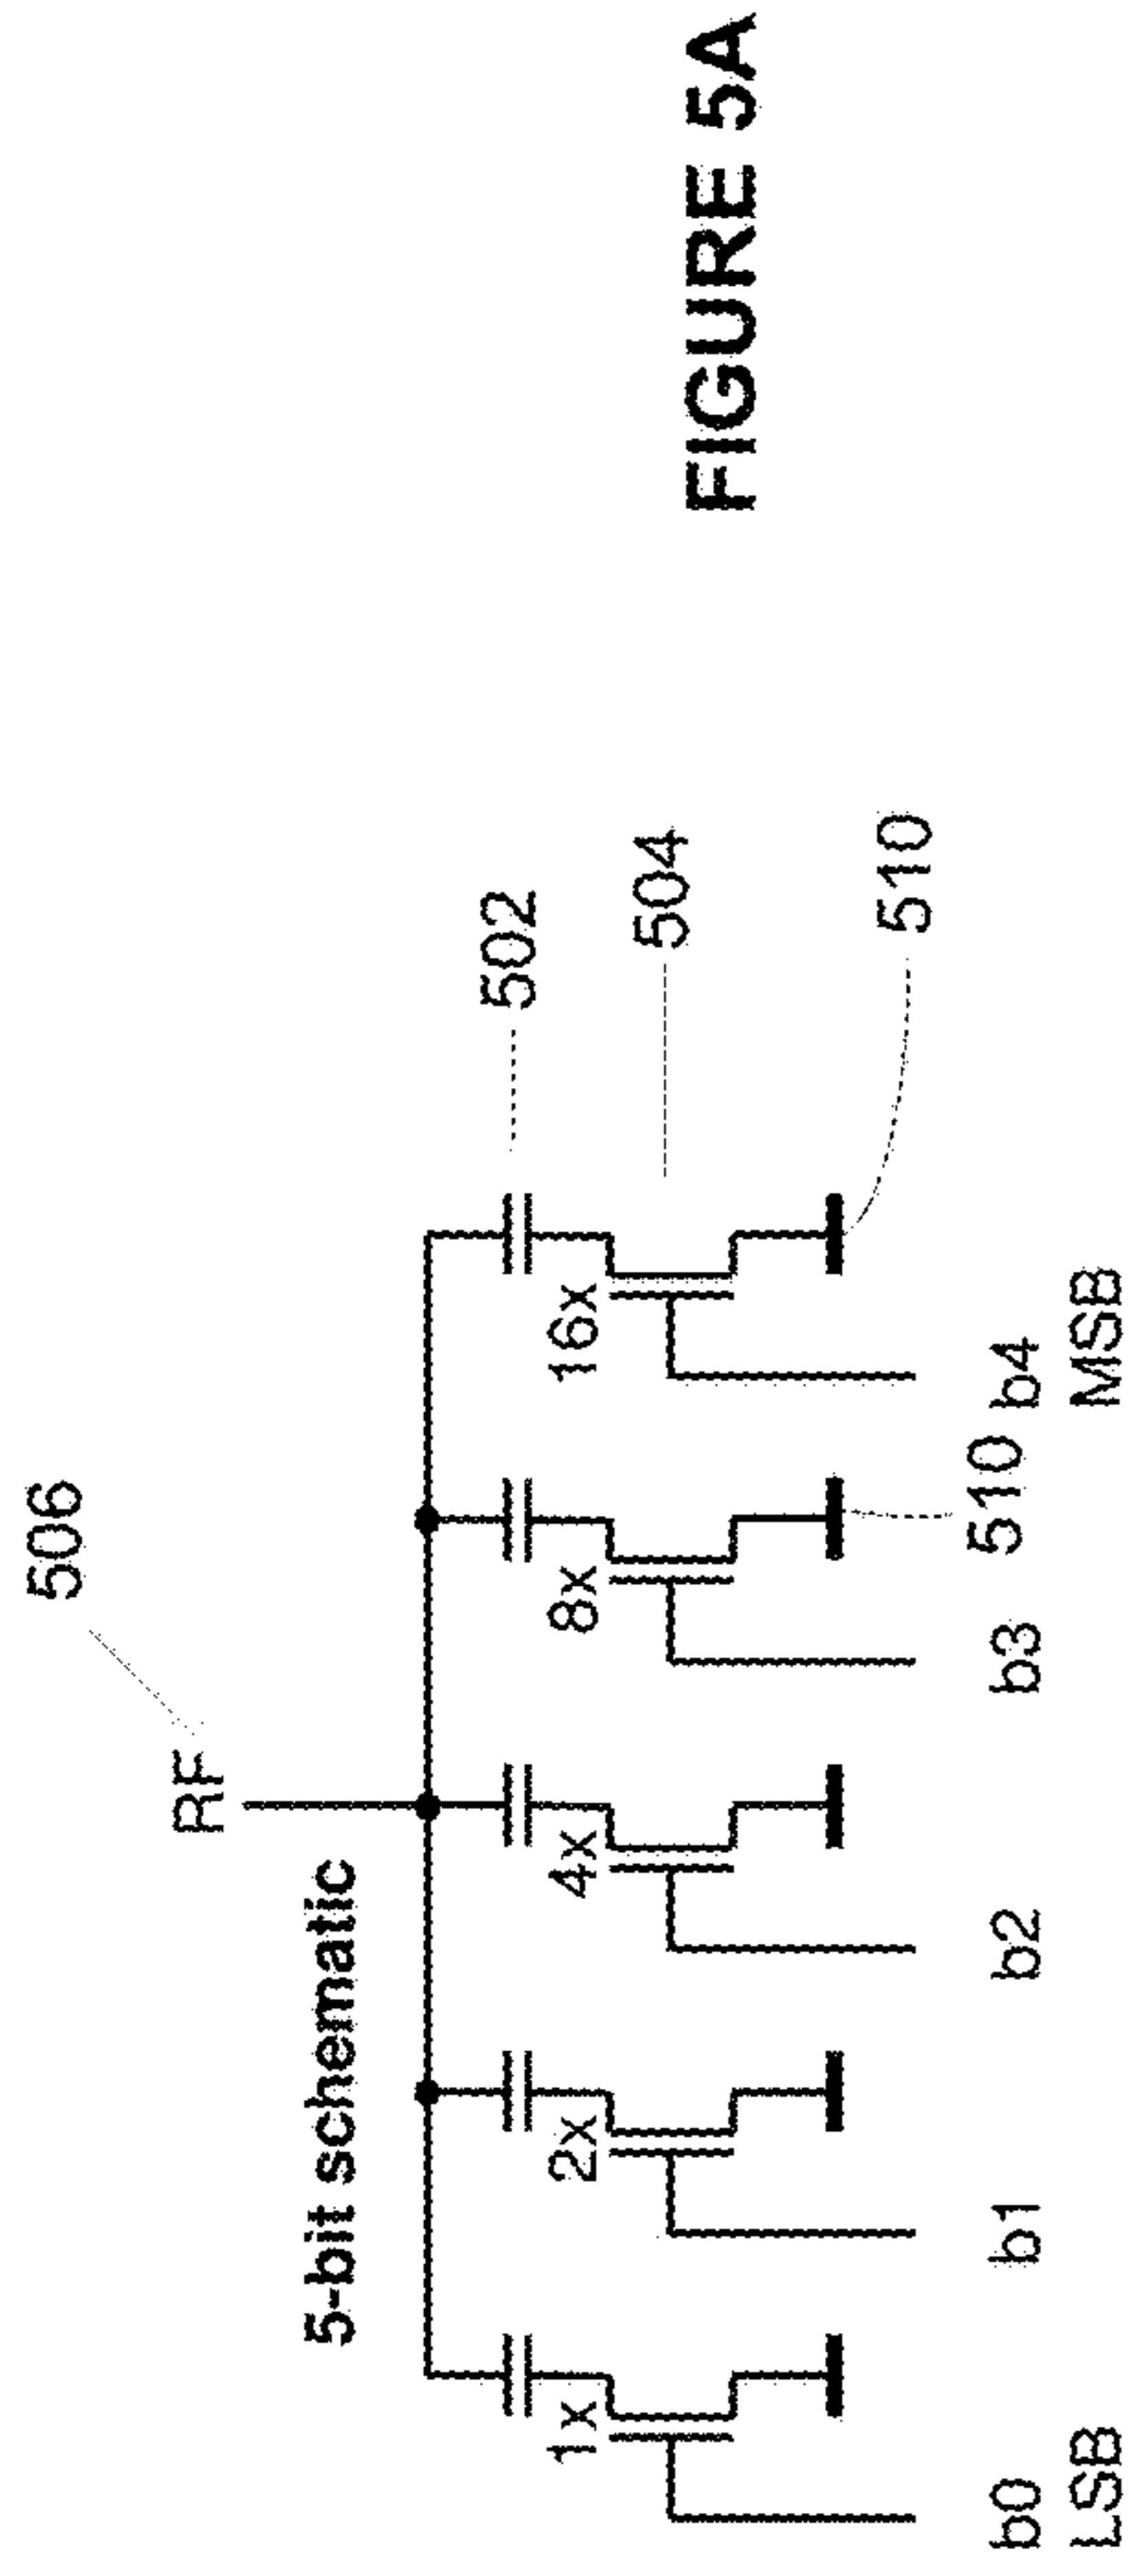 506
RF
5-bit schematic
502
1x 2x 4x 8x 16x
504
510
510
b0 b1 b2 b3 b4
LSB MSB
FIGURE 5A